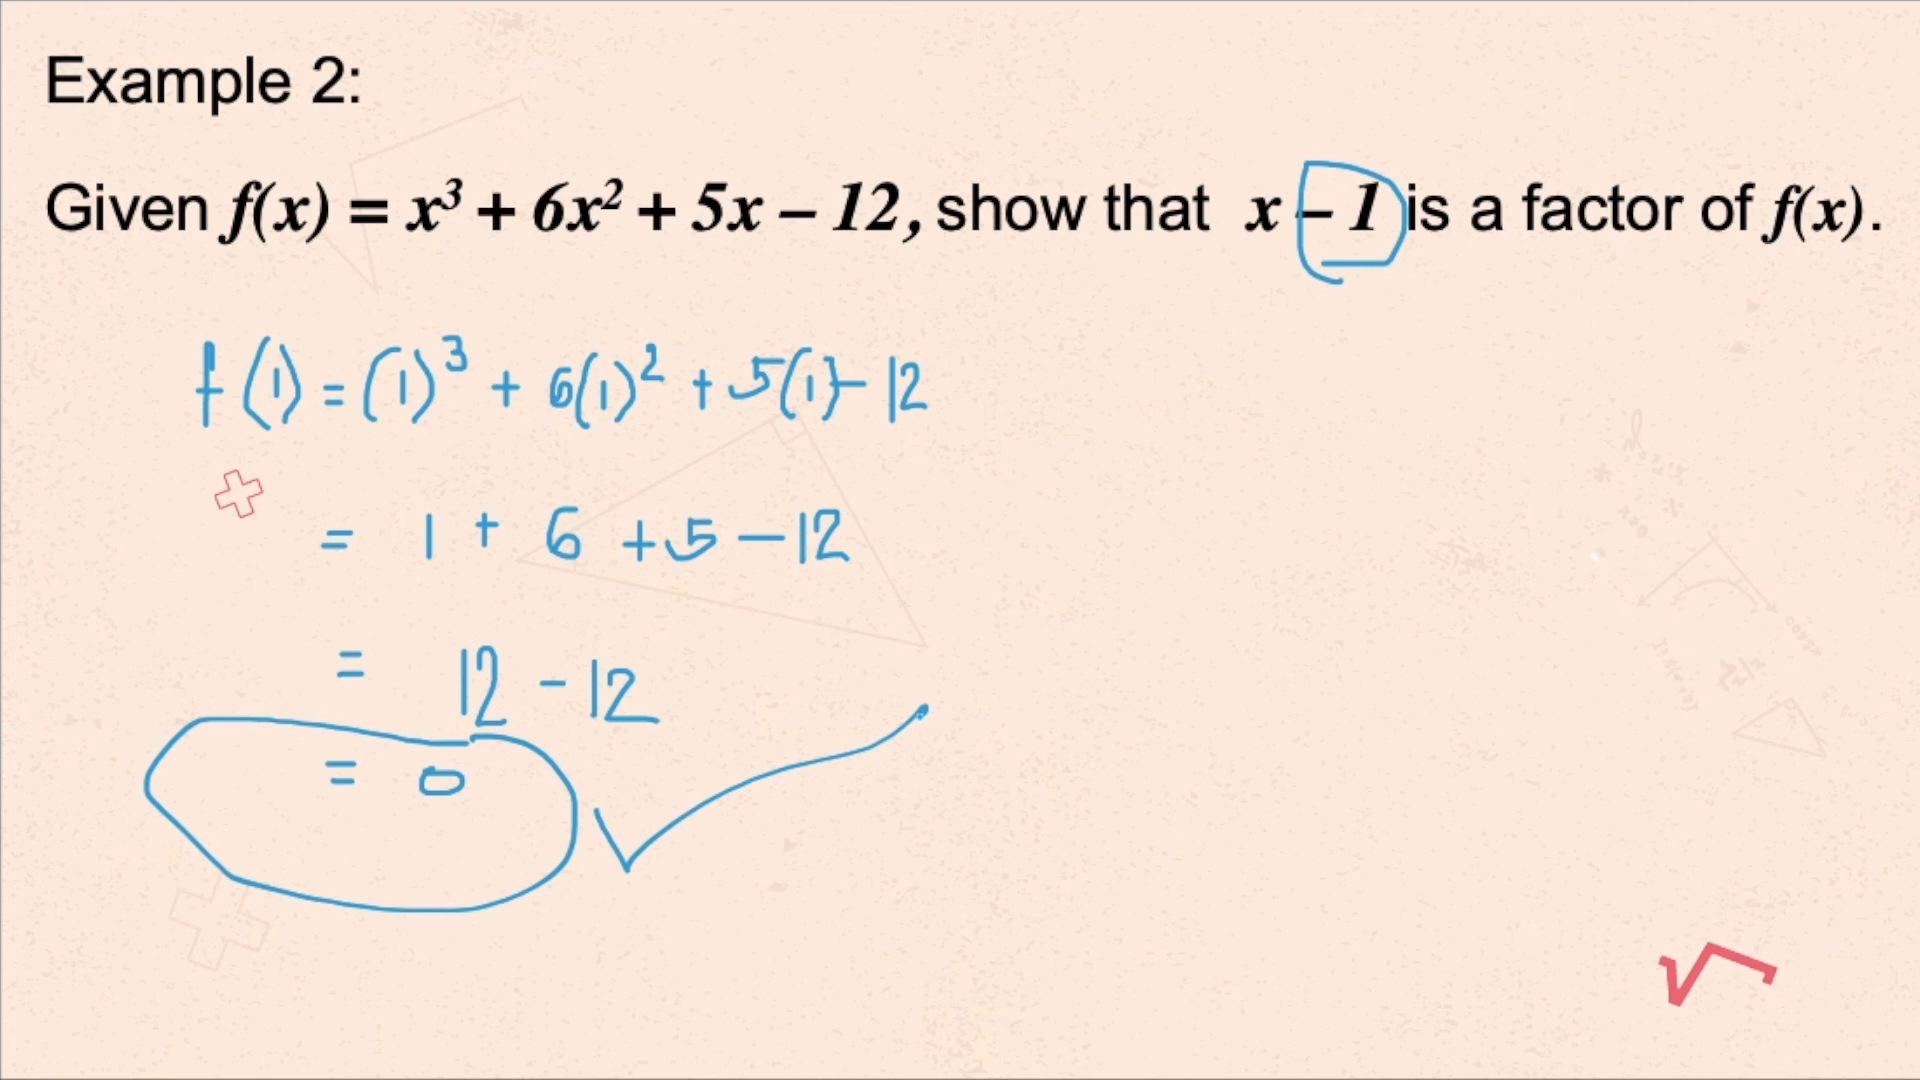 Example 2:
Given f(x) = x³ + 6x² + 5x – 12, show that x – 1 is a factor of f(x).
f(1) = (1)³ + 6(1)² + 5(1) – 12
= 1 + 6 + 5 – 12
= 12 – 12
= 0